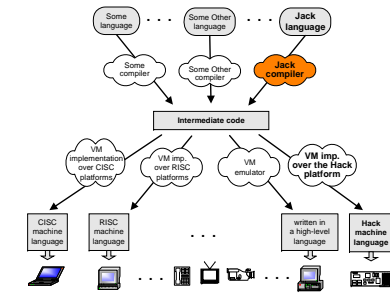 Some
language
. . .
Some Other
language
. . .
Jack
language
Some
compiler
Some Other
compiler
Jack
compiler
Intermediate code
VM
implementation
over CISC
platforms
VM imp.
over RISC
platforms
VM
emulator
VM imp.
over the Hack
platform
CISC
machine
language
RISC
machine
language
. . .
written in
a high-level
language
Hack
machine
language
. . .
. . .